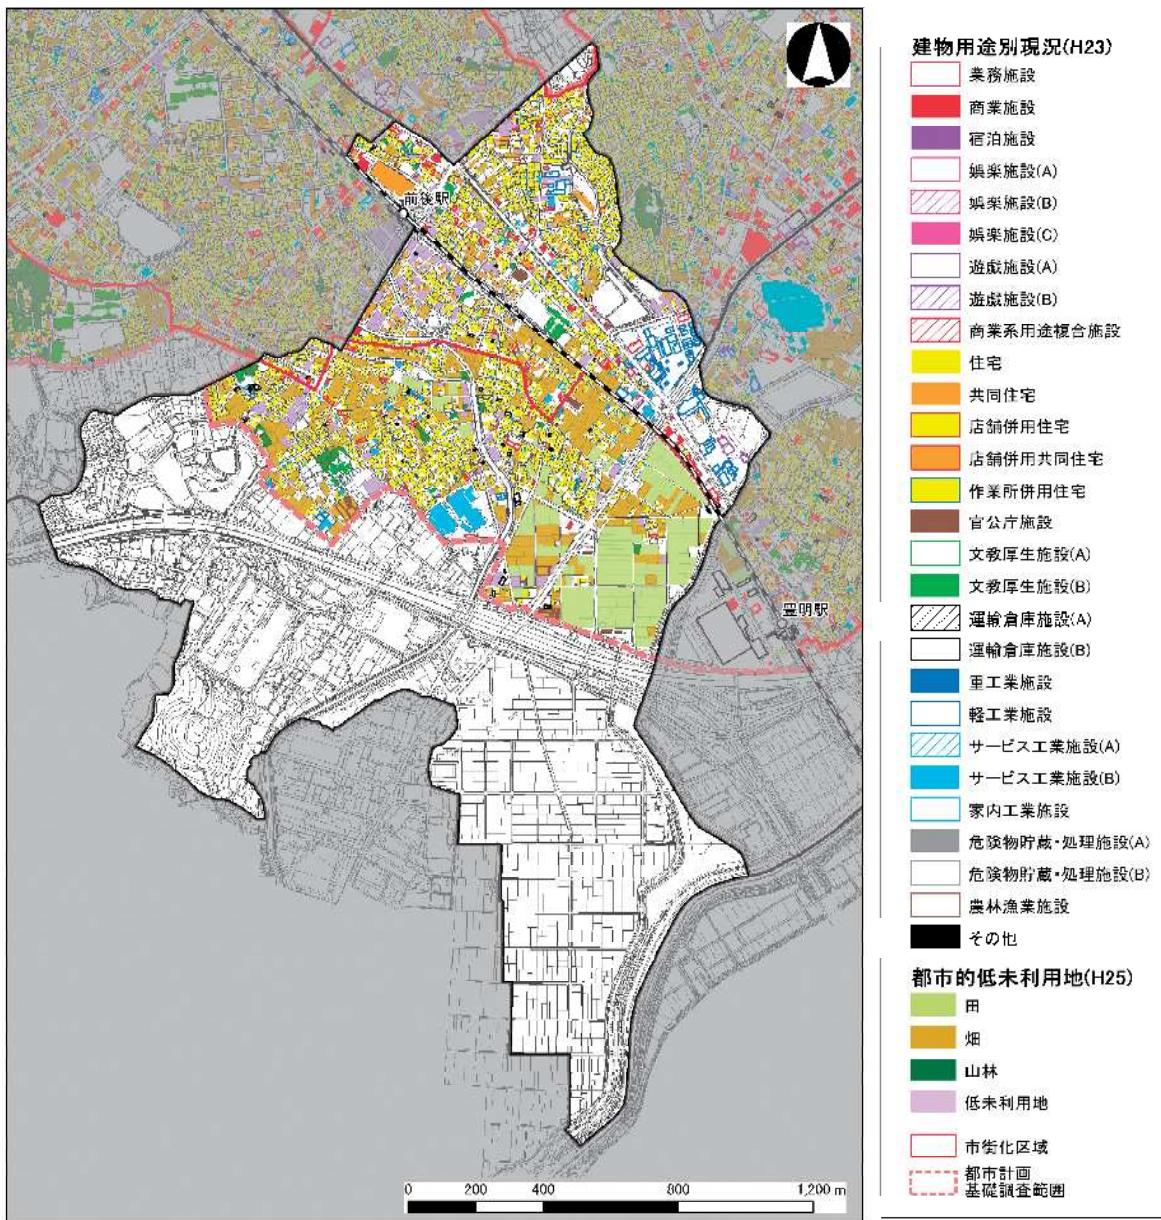 前後駅
豊明駅
0 200 400 800 1,200 m
建物用途別現況(H23)
業務施設
商業施設
宿泊施設
娯楽施設(A)
娯楽施設(B)
娯楽施設(C)
遊戯施設(A)
遊戯施設(B)
商業系用途複合施設
住宅
共同住宅
店舗併用住宅
店舗併用共同住宅
作業所併用住宅
官公庁施設
文教厚生施設(A)
文教厚生施設(B)
運輸倉庫施設(A)
運輸倉庫施設(B)
重工業施設
軽工業施設
サービス工業施設(A)
サービス工業施設(B)
家内工業施設
危険物貯蔵・処理施設(A)
危険物貯蔵・処理施設(B)
農林漁業施設
その他
都市的低未利用地(H25)
田
畑
山林
低未利用地
市街化区域
都市計画
基礎調査範囲